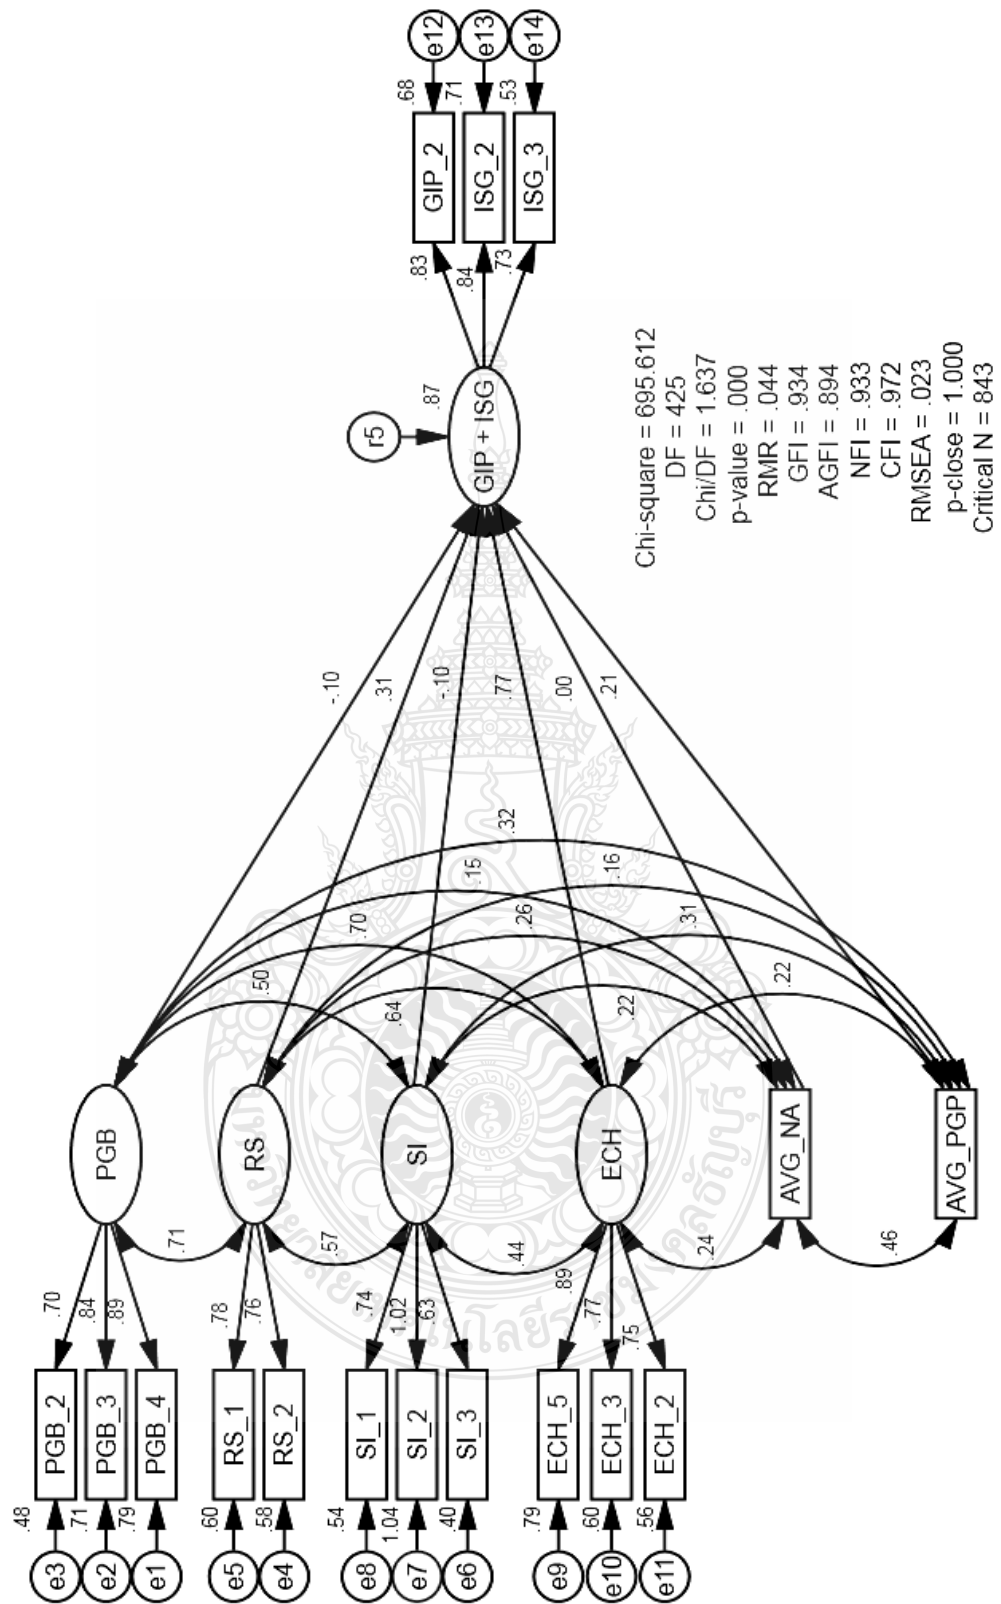 e12
e13
e14
.68
.71
.53
GIP_2
ISG_2
ISG_3
.83
.84
.73
r5
.87
GIP + ISG
Chi-square = 695.612
DF = 425
Chi/DF = 1.637
p-value = .000
RMR = .044
GFI = .934
AGFI = .894
NFI = .933
CFI = .972
RMSEA = .023
p-close = 1.000
Critical N = 843
-.10
.31
-.10
.77
.00
.21
.32
.15
.16
.70
.26
.31
.50
.64
.22
.22
PGB
RS
SI
ECH
AVG_NA
AVG_PGP
.71
.57
.44
.24
.46
.70
.84
.89
.78
.76
.74
1.02
.63
.89
.77
.75
PGB_2
PGB_3
PGB_4
RS_1
RS_2
SI_1
SI_2
SI_3
ECH_5
ECH_3
ECH_2
.48
.71
.79
.60
.58
.54
1.04
.40
.79
.60
.56
e3
e2
e1
e5
e4
e8
e7
e6
e9
e10
e11